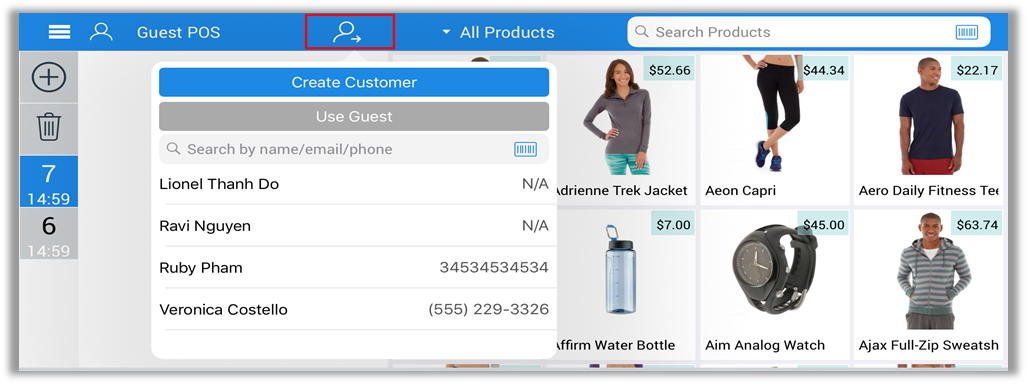 Guest POS
All Products
Search Products
Create Customer
Use Guest
Search by name/email/phone
Lionel Thanh Do N/A
Ravi Nguyen N/A
Ruby Pham 34534534534
Veronica Costello (555) 229-3326
7
14:59
6
14:59
$52.66
$44.34
$22.17
Adrienne Trek Jacket
Aeon Capri
Aero Daily Fitness Tee
$7.00
$45.00
$63.74
Affirm Water Bottle
Aim Analog Watch
Ajax Full-Zip Sweatsh